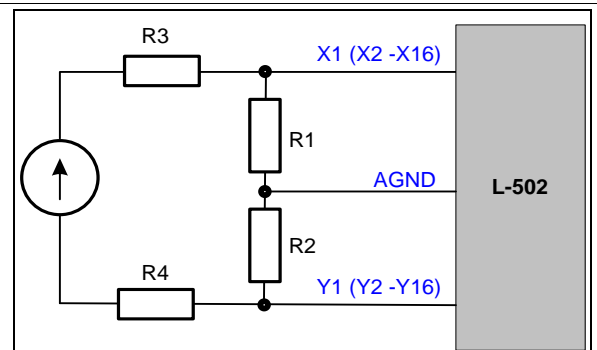 R3
X1 (X2 -X16)
R1
AGND
L-502
R2
R4
Y1 (Y2 -Y16)